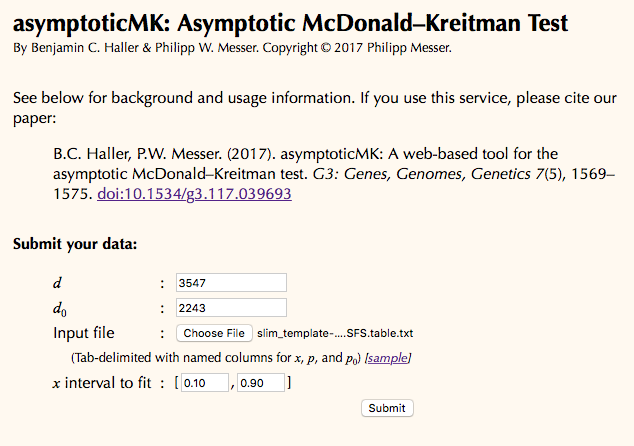 asymptoticMK: Asymptotic McDonald–Kreitman Test
By Benjamin C. Haller & Philipp W. Messer. Copyright © 2017 Philipp Messer.
See below for background and usage information. If you use this service, please cite our
paper:
B.C. Haller, P.W. Messer. (2017). asymptoticMK: A web-based tool for the
asymptotic McDonald–Kreitman test. G3: Genes, Genomes, Genetics 7(5), 1569–
1575. doi:10.1534/g3.117.039693
Submit your data:
d : 3547
d0 : 2243
Input file : Choose File slim_template-....SFS.table.txt
(Tab-delimited with named columns for x, p, and p0) [sample]
x interval to fit : [ 0.10 , 0.90 ]
Submit